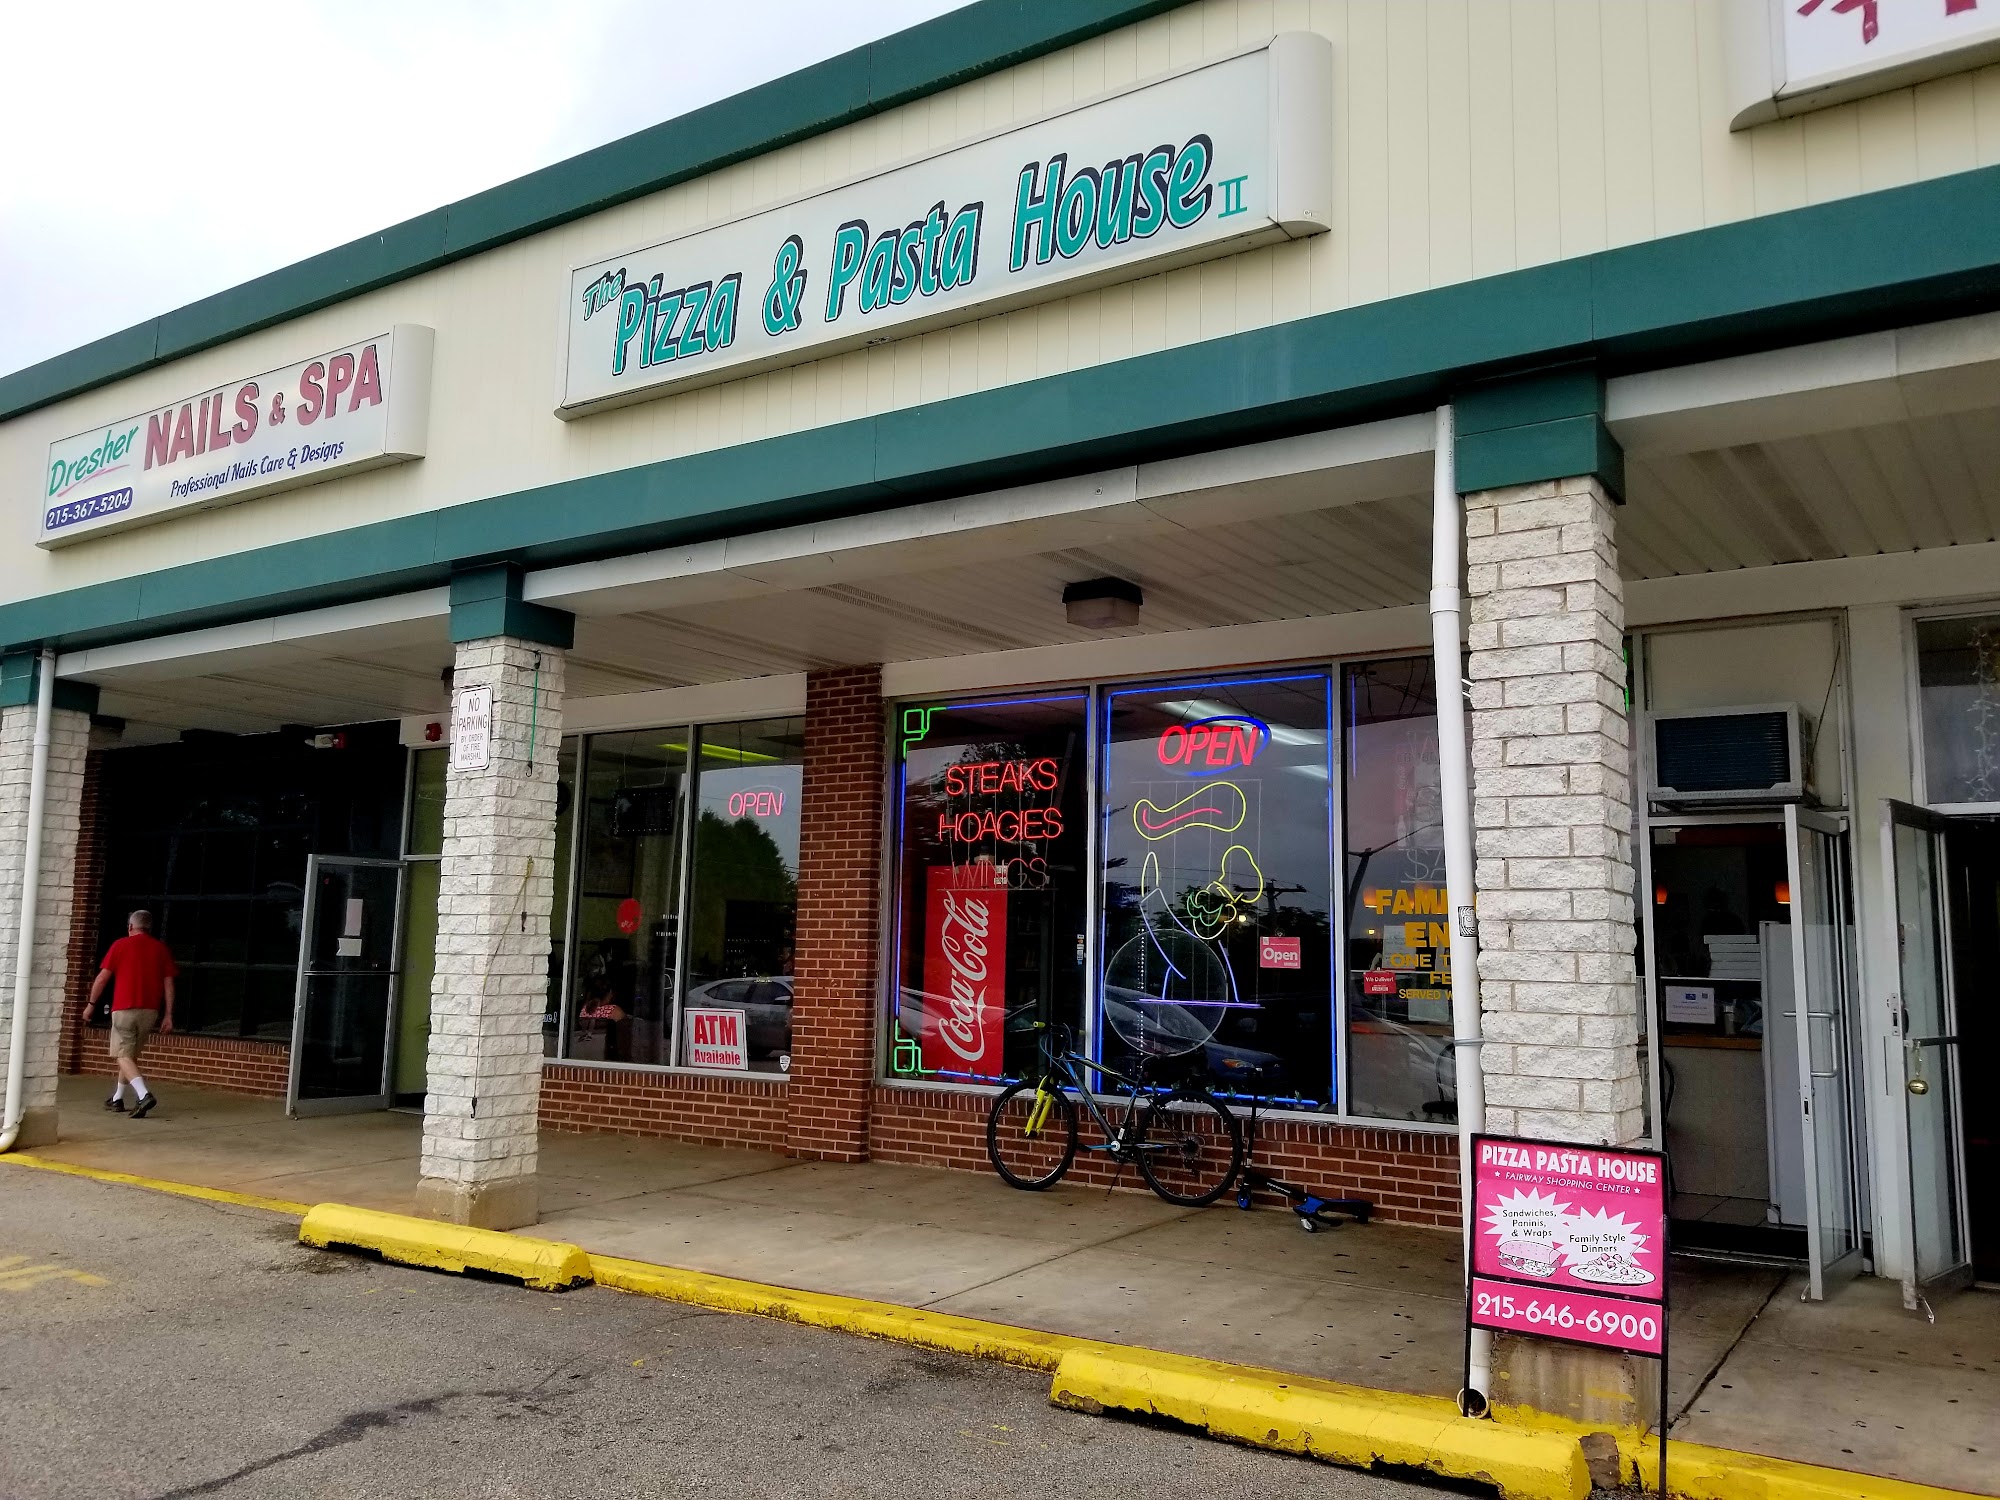 Dresher
NAILS & SPA
Professional Nails Care & Designs
215-367-5204
The Pizza & Pasta House II
NO
PARKING
BY ORDER
OF FIRE
MARSHAL
OPEN
ATM
Available
STEAKS
HOAGIES
WINGS
Coca-Cola
OPEN
Open
ONE
SERVED
PIZZA PASTA HOUSE
★ FAIRWAY SHOPPING CENTER ★
Sandwiches,
Paninis,
& Wraps
Family Style
Dinners
215-646-6900